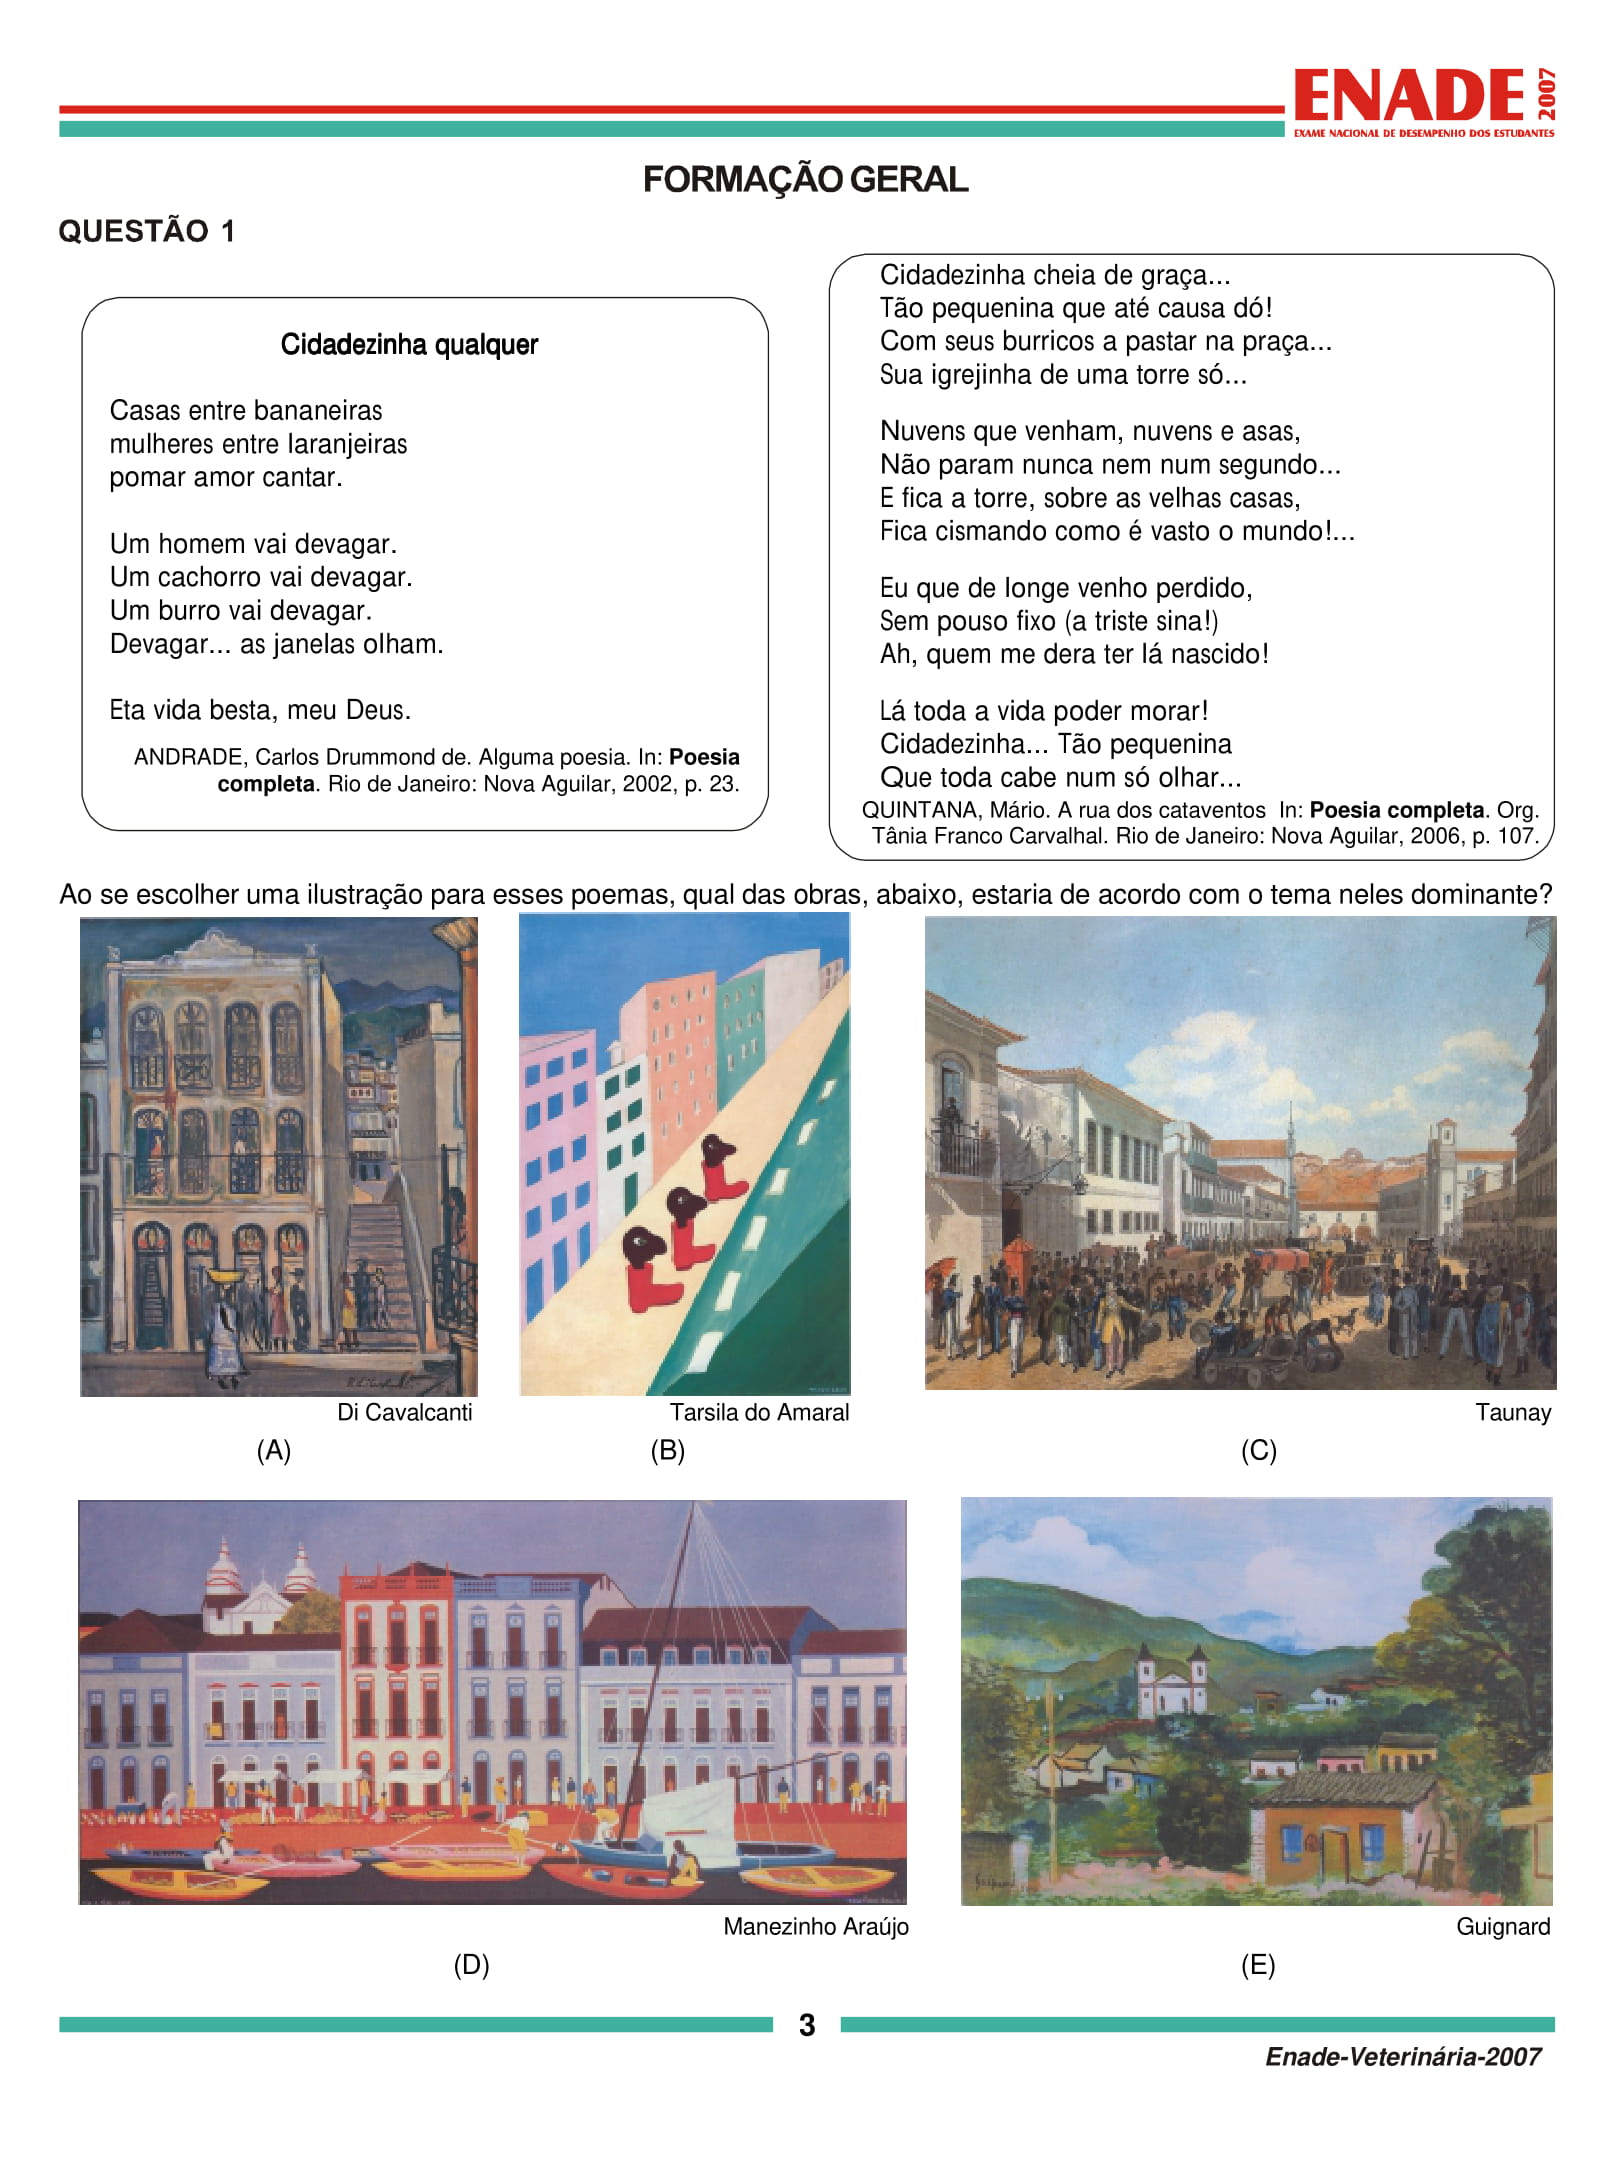 ENADE 2007
EXAME NACIONAL DE DESEMPENHO DOS ESTUDANTES
FORMAÇÃO GERAL
QUESTÃO 1
Cidadezinha qualquer
Casas entre bananeiras
mulheres entre laranjeiras
pomar amor cantar.
Um homem vai devagar.
Um cachorro vai devagar.
Um burro vai devagar.
Devagar... as janelas olham.
Eta vida besta, meu Deus.
ANDRADE, Carlos Drummond de. Alguma poesia. In: Poesia
completa. Rio de Janeiro: Nova Aguilar, 2002, p. 23.
Cidadezinha cheia de graça...
Tão pequenina que até causa dó!
Com seus burricos a pastar na praça...
Sua igrejinha de uma torre só...
Nuvens que venham, nuvens e asas,
Não param nunca nem num segundo...
E fica a torre, sobre as velhas casas,
Fica cismando como é vasto o mundo!...
Eu que de longe venho perdido,
Sem pouso fixo (a triste sina!)
Ah, quem me dera ter lá nascido!
Lá toda a vida poder morar!
Cidadezinha... Tão pequenina
Que toda cabe num só olhar...
QUINTANA, Mário. A rua dos cataventos In: Poesia completa. Org.
Tânia Franco Carvalhal. Rio de Janeiro: Nova Aguilar, 2006, p. 107.
Ao se escolher uma ilustração para esses poemas, qual das obras, abaixo, estaria de acordo com o tema neles dominante?
Di Cavalcanti
(A)
Tarsila do Amaral
(B)
Taunay
(C)
Manezinho Araújo
(D)
Guignard
(E)
3
Enade-Veterinária-2007